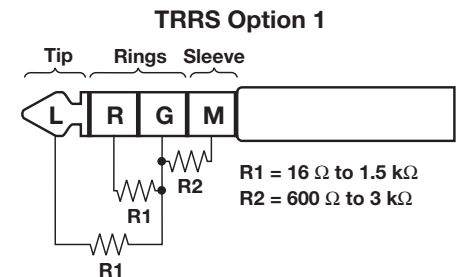 TRRS Option 1
Tip Rings Sleeve
L R G M
R2
R1
R1
R1 = 16 Ω to 1.5 kΩ
R2 = 600 Ω to 3 kΩ